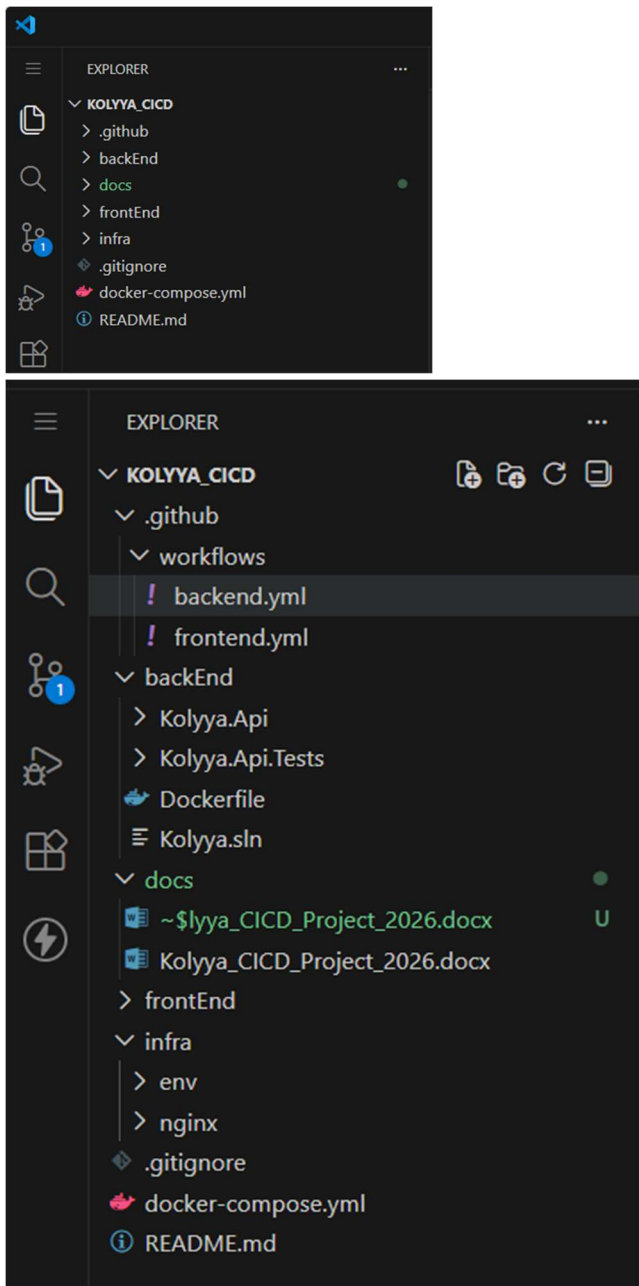 EXPLORER
KOLYYA_CICD
.github
backEnd
docs
frontEnd
infra
.gitignore
docker-compose.yml
README.md
1
EXPLORER
KOLYYA_CICD
.github
workflows
! backend.yml
! frontend.yml
backEnd
Kolyya.Api
Kolyya.Api.Tests
Dockerfile
Kolyya.sln
docs
~$lyya_CICD_Project_2026.docx U
Kolyya_CICD_Project_2026.docx
frontEnd
infra
env
nginx
.gitignore
docker-compose.yml
README.md
1